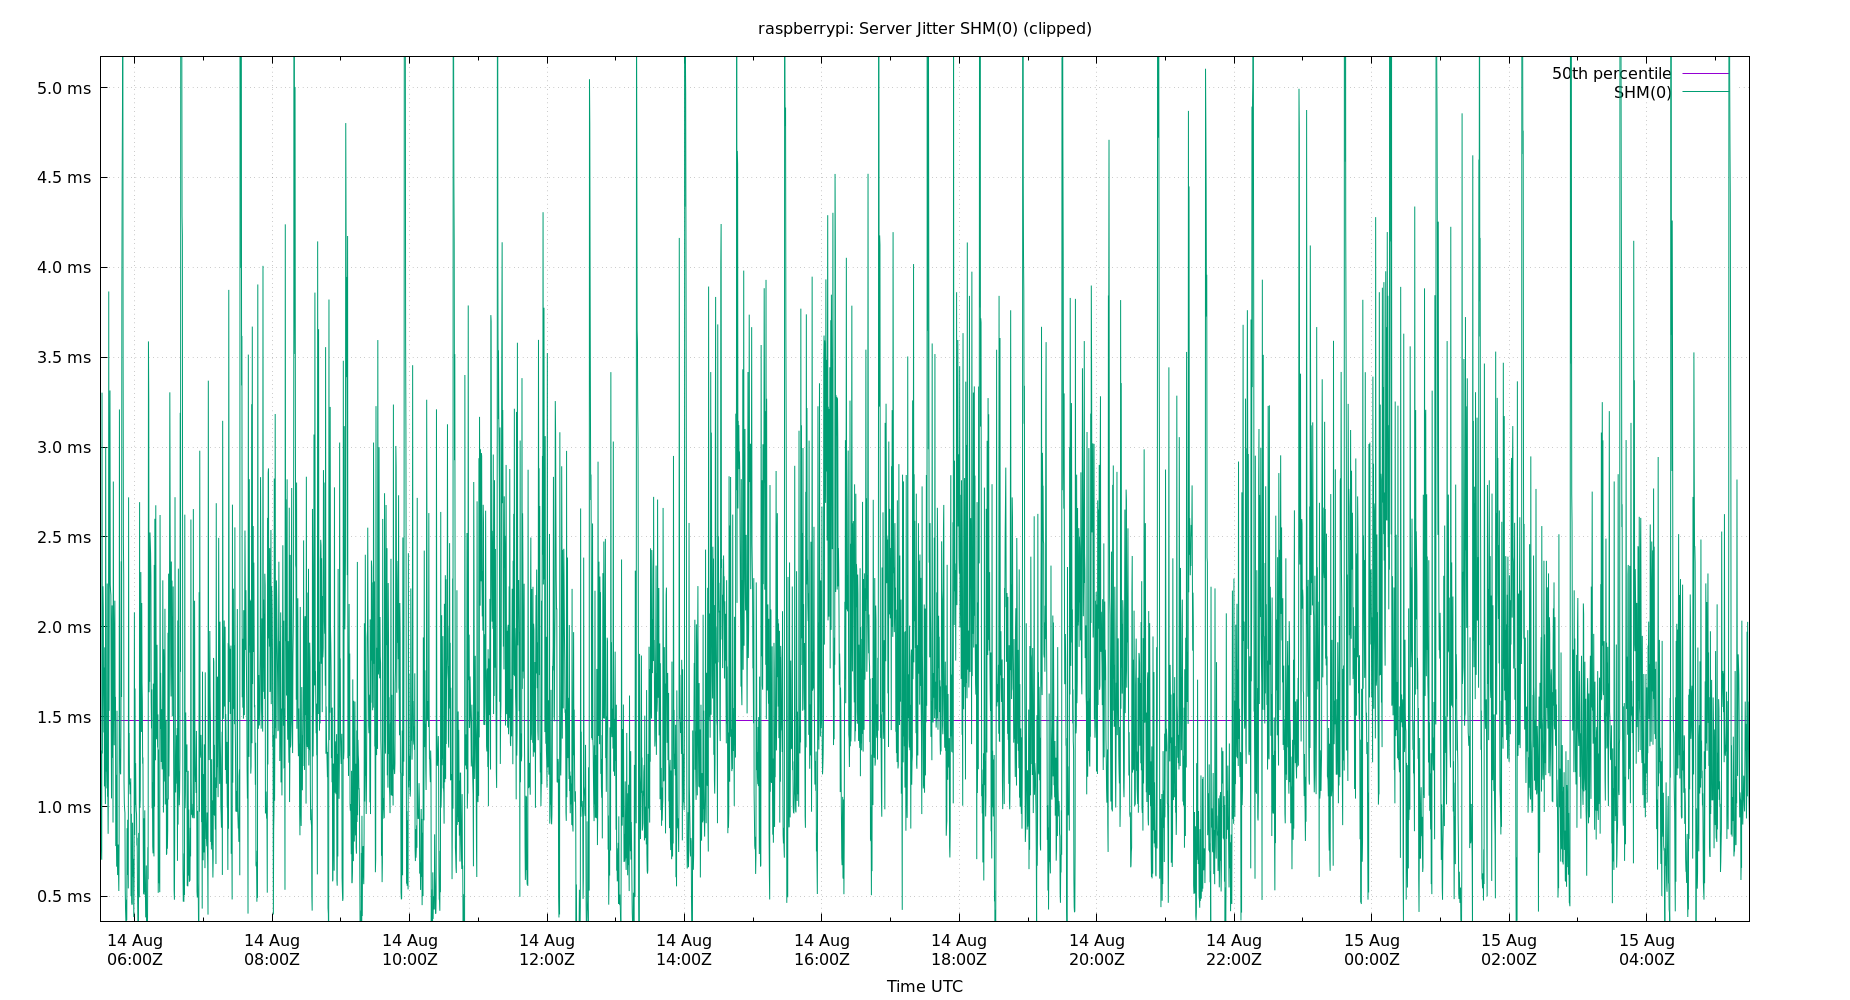 raspberrypi: Server Jitter SHM(0) (clipped)
50th percentile
SHM(0)
5.0 ms
4.5 ms
4.0 ms
3.5 ms
3.0 ms
2.5 ms
2.0 ms
1.5 ms
1.0 ms
0.5 ms
14 Aug 14 Aug 14 Aug 14 Aug 14 Aug 14 Aug 14 Aug 14 Aug 14 Aug 15 Aug 15 Aug 15 Aug
06:00Z 08:00Z 10:00Z 12:00Z 14:00Z 16:00Z 18:00Z 20:00Z 22:00Z 00:00Z 02:00Z 04:00Z
Time UTC